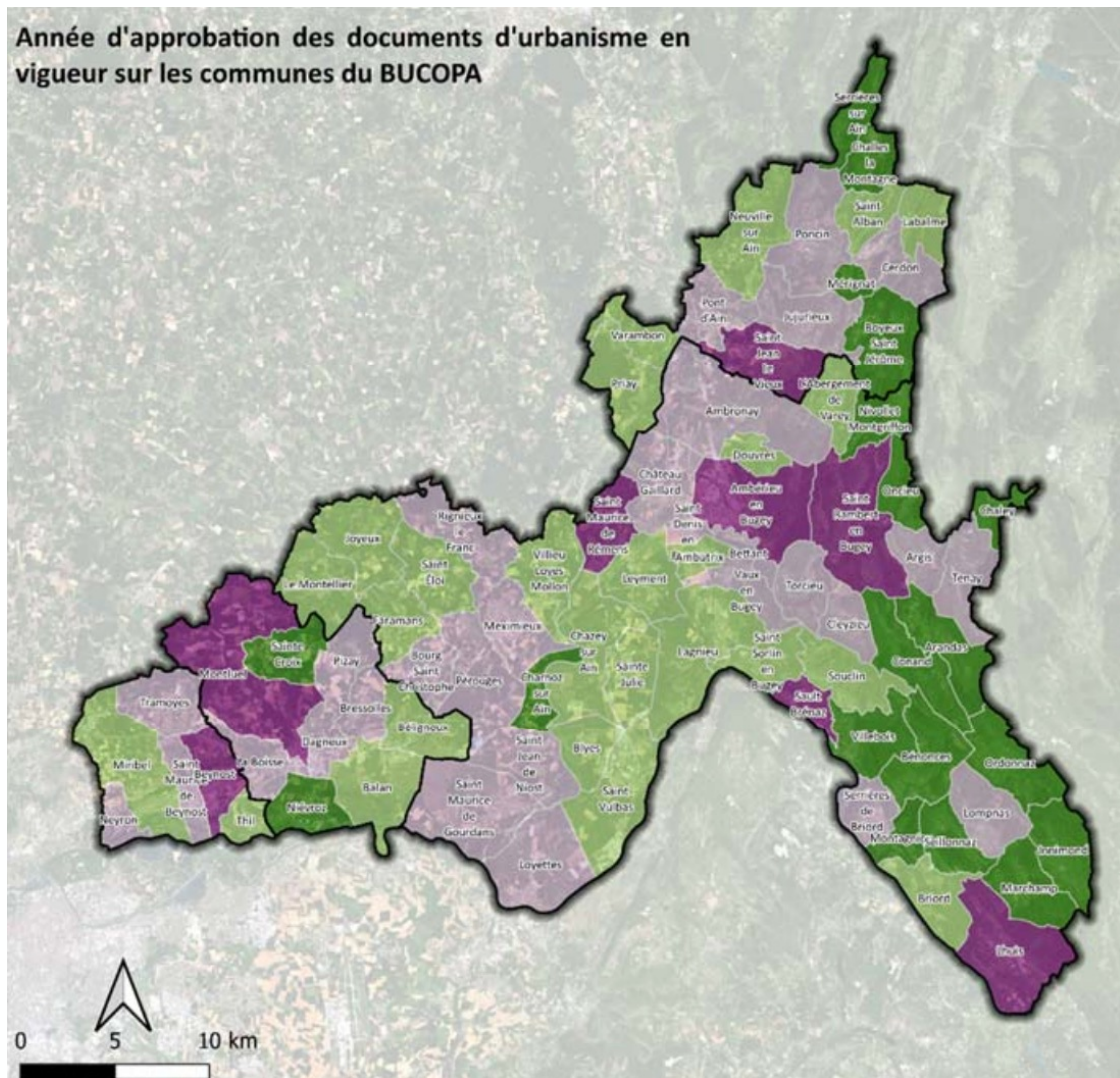 Année d'approbation des documents d'urbanisme en
vigueur sur les communes du BUCOPA
Serrières
sur
Ain
Challes
la
Montagne
Neuville
sur
Ain
Poncin
Saint
Alban
Labalme
Cerdon
Mérignat
Pont
d'Ain
Jujurieux
Boyeux
Saint
Jérôme
Varambon
Saint
Jean
le
Vieux
Priay
L'Abergement
de
Varey
Nivollet
Montgriffon
Ambronay
Douvres
Château
Gaillard
Ambérieu
en
Bugey
Saint
Rambert
en
Bugey
Oncieu
Chaley
Saint
Maurice
de
Rémens
Saint
Denis
en
Rignieux
le
Franc
Joyeux
Saint
Éloi
Villieu
Loyes
Mollon
Leyment
Ambutrix
Bettant
Vaux
en
Bugey
Torcieu
Argis
Tenay
Cleyzieu
Le Montellier
Faramans
Meximieux
Chazey
sur
Ain
Sainte
Julie
Lagnieu
Saint
Sorlin
en
Bugey
Souclin
Conand
Arandas
Sainte
Croix
Montluel
Pizay
Bourg
Saint
Christophe
Pérouges
Charnoz
sur
Ain
Sault
Brénaz
Tramoyes
Bressolles
Béligneux
Dagneux
La Boisse
Villebois
Bénonces
Ordonnaz
Miribel
Saint
Maurice
de
Beynost
Beynost
Balan
Saint
Jean
de
Niost
Blyes
Saint
Vulbas
Neyron
Thil
Niévroz
Saint
Maurice
de
Gourdans
Loyettes
Serrières
de
Briord
Lompnas
Seillonnaz
Innimond
Marchamp
Briord
Lhuis
0 5 10 km